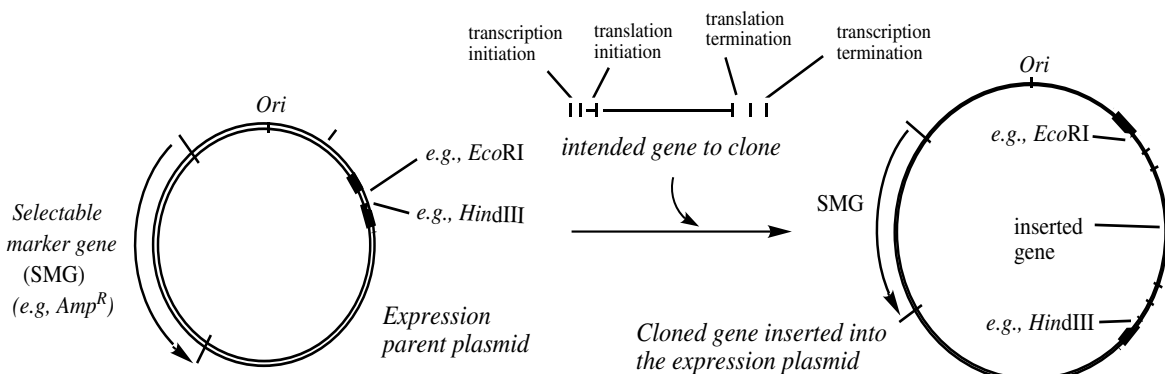 transcription
initiation
translation
initiation
translation
termination
transcription
termination
Ori
e.g., EcoRI
e.g., HindIII
Selectable
marker gene
(SMG)
(e.g, Amp^R)
Expression
parent plasmid
intended gene to clone
Ori
e.g., EcoRI
SMG
inserted
gene
e.g., HindIII
Cloned gene inserted into
the expression plasmid